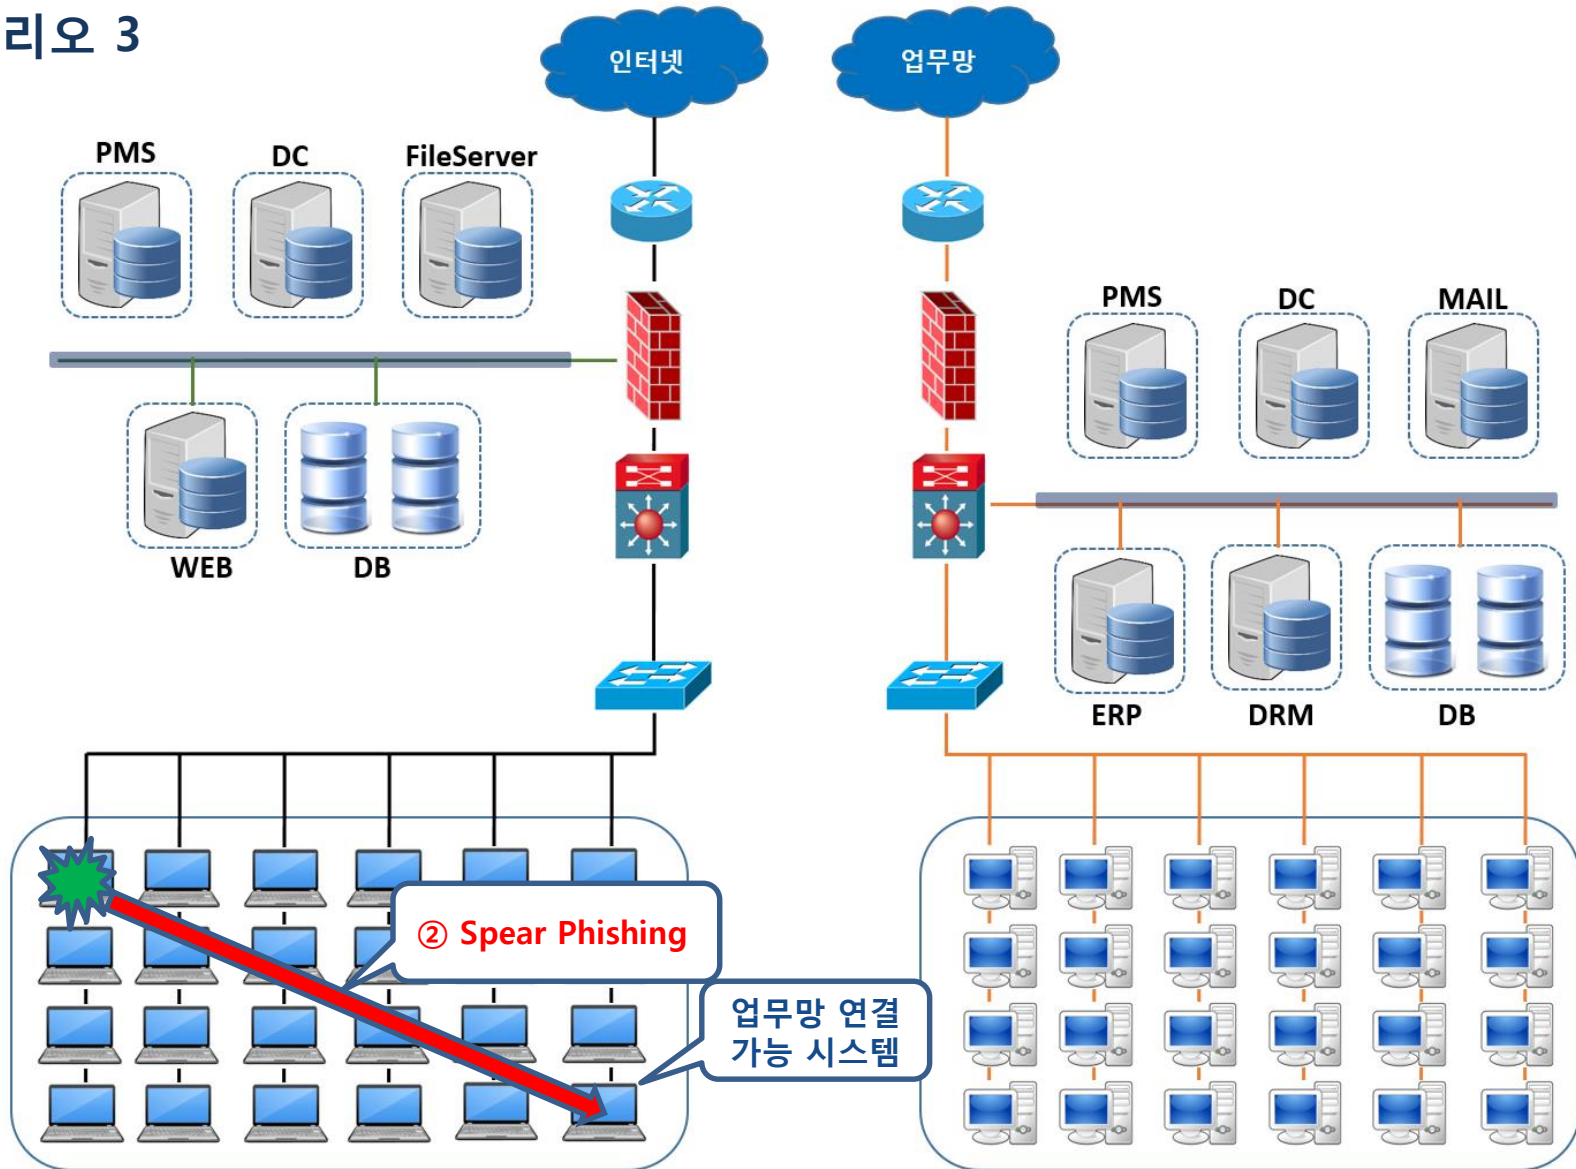 리오 3
인터넷
업무망
PMS
DC
FileServer
WEB
DB
PMS
DC
MAIL
ERP
DRM
DB
② Spear Phishing
업무망 연결
가능 시스템